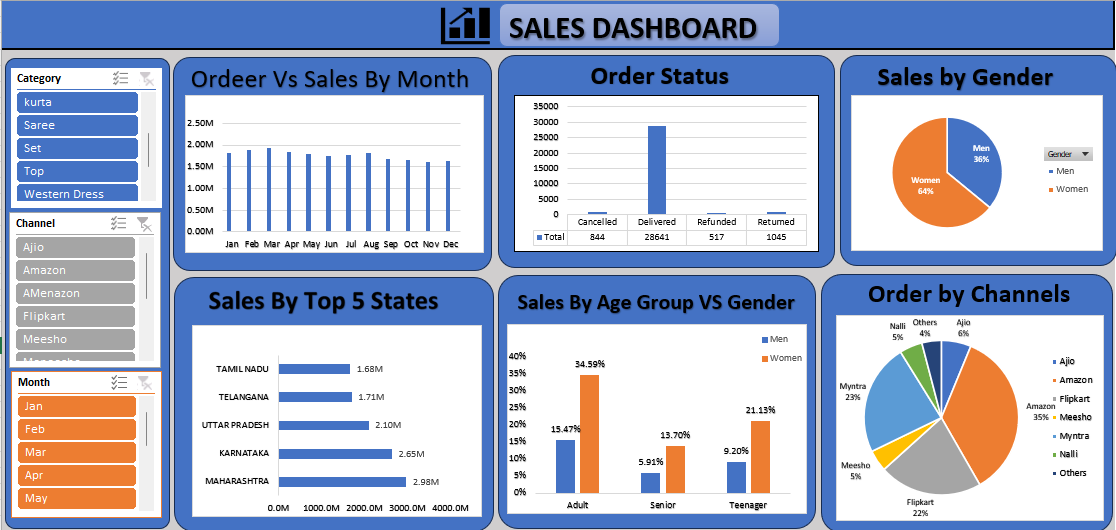 SALES DASHBOARD
Category
kurta
Saree
Set
Top
Western Dress
Channel
Ajio
Amazon
AMenazon
Flipkart
Meesho
Month
Jan
Feb
Mar
Apr
May
Ordeer Vs Sales By Month
2.50M
2.00M
1.50M
1.00M
0.50M
0.00M
Jan Feb Mar Apr May Jun Jul Aug Sep Oct Nov Dec
Order Status
35000
30000
25000
20000
15000
10000
5000
0
Cancelled Delivered Refunded Returned
Total 844 28641 517 1045
Sales by Gender
Men
36%
Women
64%
Gender
Men
Women
Sales By Top 5 States
TAMIL NADU 1.68M
TELANGANA 1.71M
UTTAR PRADESH 2.10M
KARNATAKA 2.65M
MAHARASHTRA 2.98M
0.0M 1000.0M 2000.0M 3000.0M 4000.0M
Sales By Age Group VS Gender
Men
Women
40%
35%
30%
25%
20%
15%
10%
5%
0%
15.47% 34.59%
5.91% 13.70%
9.20% 21.13%
Adult Senior Teenager
Order by Channels
Ajio
6%
Amazon
35%
Flipkart
22%
Meesho
5%
Myntra
23%
Nalli
5%
Others
4%
Ajio
Amazon
Flipkart
Meesho
Myntra
Nalli
Others